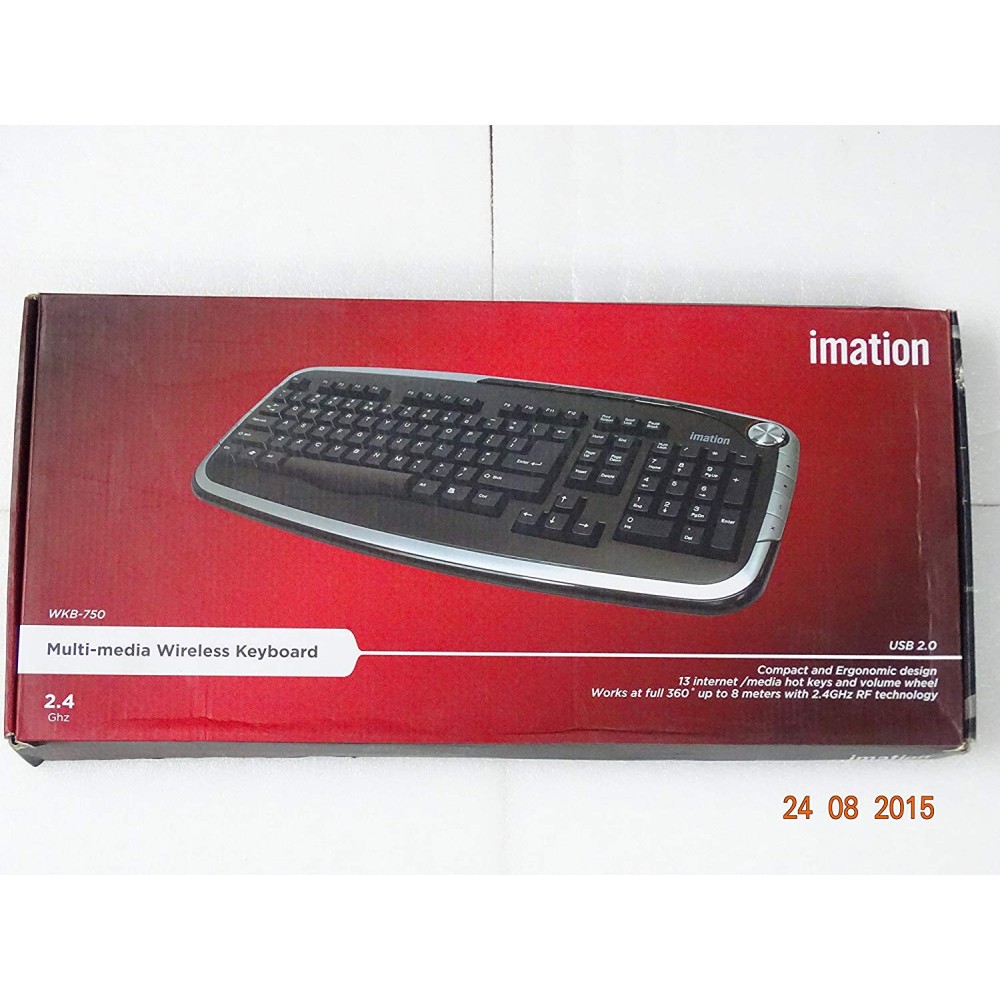 imation
imation
WKB-750
Multi-media Wireless Keyboard
USB 2.0
Compact and Ergonomic design
13 internet /media hot keys and volume wheel
Works at full 360° up to 8 meters with 2.4GHz RF technology
2.4
Ghz
imation
24 08 2015